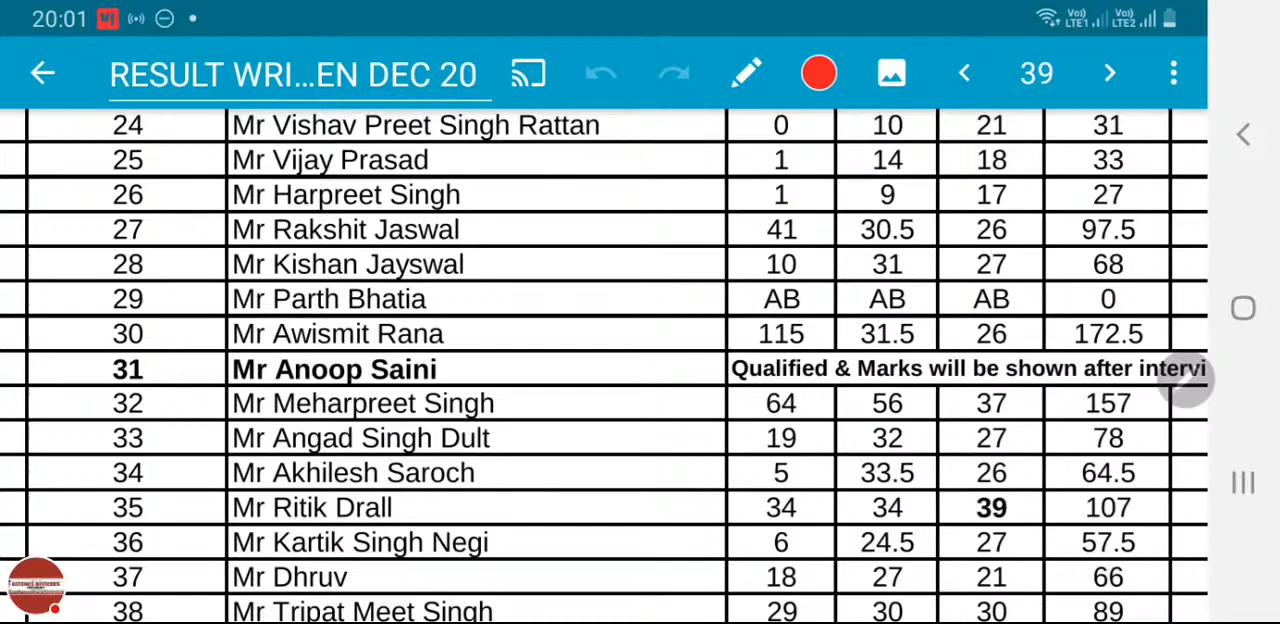 20:01
VoJ) LTE1 VoJ) LTE2
RESULT WRI...EN DEC 20 39
24 Mr Vishav Preet Singh Rattan 0 10 21 31
25 Mr Vijay Prasad 1 14 18 33
26 Mr Harpreet Singh 1 9 17 27
27 Mr Rakshit Jaswal 41 30.5 26 97.5
28 Mr Kishan Jayswal 10 31 27 68
29 Mr Parth Bhatia AB AB AB 0
30 Mr Awismit Rana 115 31.5 26 172.5
31 Mr Anoop Saini Qualified & Marks will be shown after intervi
32 Mr Meharpreet Singh 64 56 37 157
33 Mr Angad Singh Dult 19 32 27 78
34 Mr Akhilesh Saroch 5 33.5 26 64.5
35 Mr Ritik Drall 34 34 39 107
36 Mr Kartik Singh Negi 6 24.5 27 57.5
37 Mr Dhruv 18 27 21 66
38 Mr Tripat Meet Singh 29 30 30 89